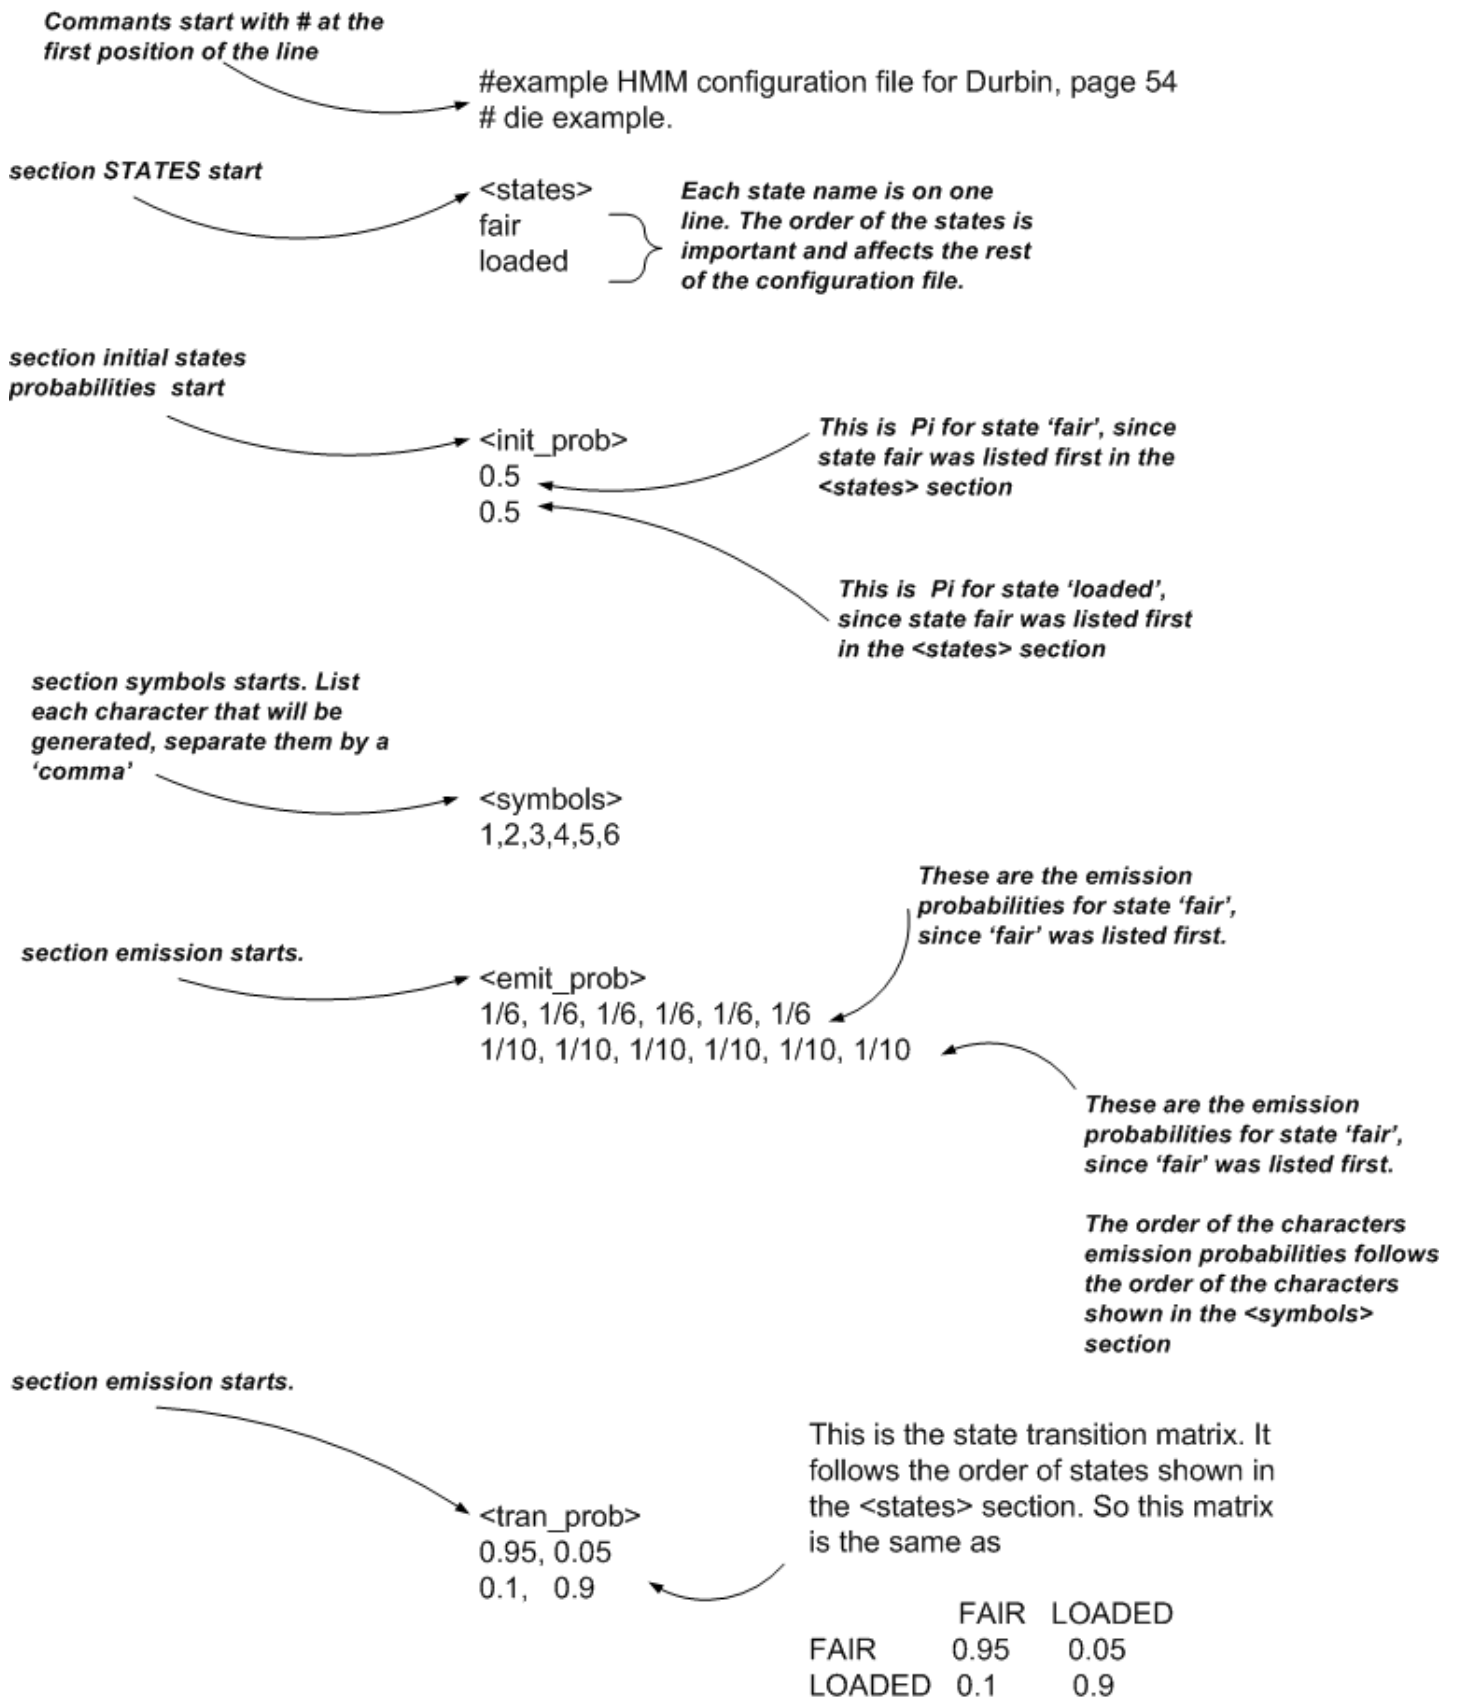 Commants start with # at the
first position of the line
#example HMM configuration file for Durbin, page 54
# die example.
section STATES start
<states>
fair
loaded
Each state name is on one
line. The order of the states is
important and affects the rest
of the configuration file.
section initial states
probabilities  start
<init_prob>
0.5
0.5
This is  Pi for state ‘fair’, since
state fair was listed first in the
<states> section
This is  Pi for state ‘loaded’,
since state fair was listed first
in the <states> section
section symbols starts. List
each character that will be
generated, separate them by a
‘comma’
<symbols>
1,2,3,4,5,6
These are the emission
probabilities for state ‘fair’,
since ‘fair’ was listed first.
section emission starts.
<emit_prob>
1/6, 1/6, 1/6, 1/6, 1/6, 1/6
1/10, 1/10, 1/10, 1/10, 1/10, 1/10
These are the emission
probabilities for state ‘fair’,
since ‘fair’ was listed first.
The order of the characters
emission probabilities follows
the order of the characters
shown in the <symbols>
section
section emission starts.
<tran_prob>
0.95, 0.05
0.1,   0.9
This is the state transition matrix. It
follows the order of states shown in
the <states> section. So this matrix
is the same as
FAIR   LOADED
FAIR   0.95   0.05
LOADED   0.1   0.9